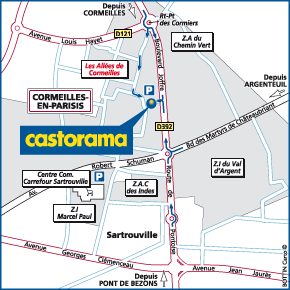 Depuis
CORMEILLES
D121
Rt-Pt
des Cormiers
Avenue Louis Hayet
Z.A du
Chemin Vert
Les Allées de
Cormeilles
Boulevard Joffre
Depuis
ARGENTEUIL
P
CORMEILLES-
EN-PARISIS
castorama
D392
Bd des Martyrs de Châteaubriant
Avenue Robert Schuman
Z.I du Val
d'Argent
Centre Com.
Carrefour Sartrouville
P
Z.A.C
des Indes
Z.I
Marcel Paul
Route de Pontoise
Sartrouville
Avenue Georges Clémenceau
Avenue Jean Jaurès
Depuis
PONT DE BEZONS
BOTTIN Carto ©